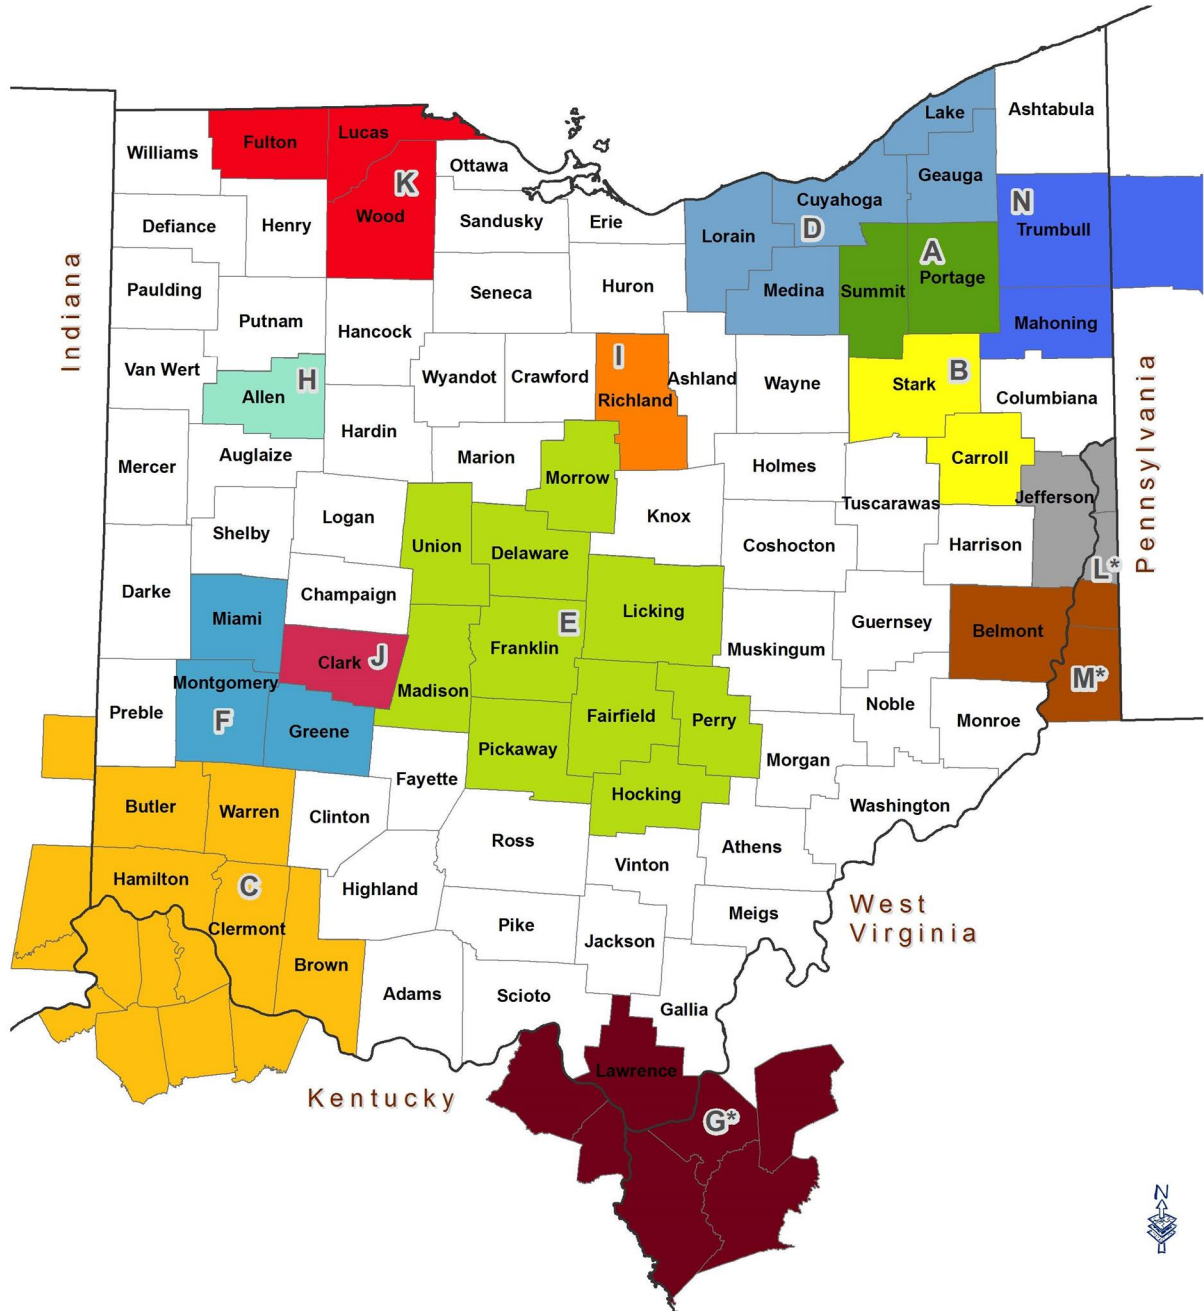 Lake
Ashtabula
Fulton
Lucas
Williams
Ottawa
Geauga
K
Cuyahoga
N
Wood
Sandusky
Erie
Defiance
Henry
D
Trumbull
Lorain
A
Portage
Paulding
Seneca
Huron
Medina
Summit
Putnam
Mahoning
Hancock
Indiana
I
Van Wert
H
Wyandot
Crawford
Ashland
Wayne
Stark
B
Allen
Richland
Columbiana
Pennsylvania
Hardin
Auglaize
Marion
Carroll
Mercer
Holmes
Morrow
Jefferson
Tuscarawas
Logan
Knox
Shelby
Union
Delaware
Coshocton
Harrison
L*
Darke
Champaign
Miami
Licking
E
Guernsey
Belmont
Franklin
Muskingum
Clark
J
Montgomery
Madison
M*
Preble
F
Greene
Fairfield
Perry
Noble
Monroe
Pickaway
Morgan
Fayette
Hocking
Butler
Warren
Clinton
Washington
Ross
Athens
Vinton
Hamilton
C
Highland
West
Virginia
Meigs
Clermont
Pike
Jackson
Brown
Adams
Scioto
Gallia
Lawrence
Kentucky
G*
N